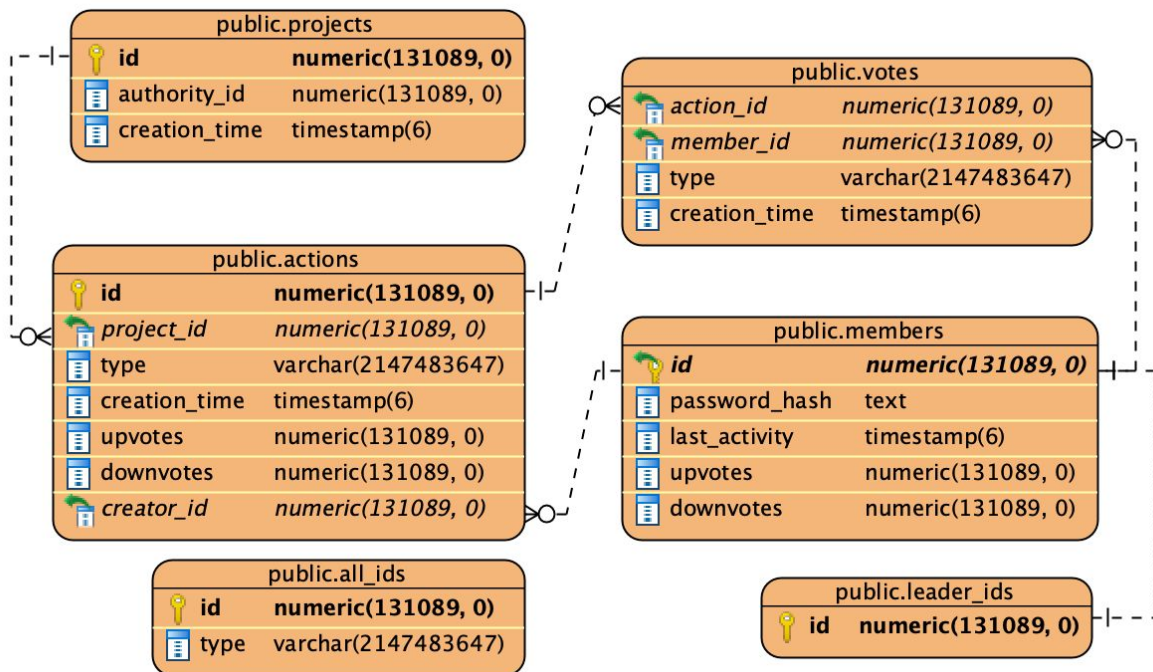 public.projects
id numeric(131089, 0)
authority_id numeric(131089, 0)
creation_time timestamp(6)
public.votes
action_id numeric(131089, 0)
member_id numeric(131089, 0)
type varchar(2147483647)
creation_time timestamp(6)
public.actions
id numeric(131089, 0)
project_id numeric(131089, 0)
type varchar(2147483647)
creation_time timestamp(6)
upvotes numeric(131089, 0)
downvotes numeric(131089, 0)
creator_id numeric(131089, 0)
public.members
id numeric(131089, 0)
password_hash text
last_activity timestamp(6)
upvotes numeric(131089, 0)
downvotes numeric(131089, 0)
public.all_ids
id numeric(131089, 0)
type varchar(2147483647)
public.leader_ids
id numeric(131089, 0)